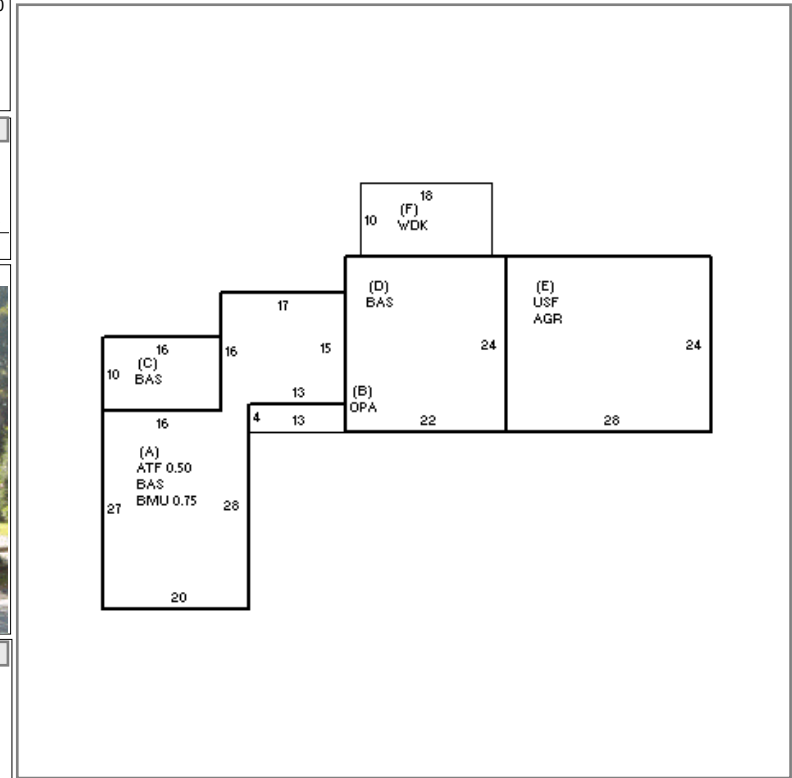 0
18
10
(F)
WDK
17
16
15
13
16
10
(C)
BAS
16
(D)
BAS
24
22
(E)
USF
AGR
24
28
(B)
OPA
4
13
(A)
ATF 0.50
BAS
BMU 0.75
27
28
20